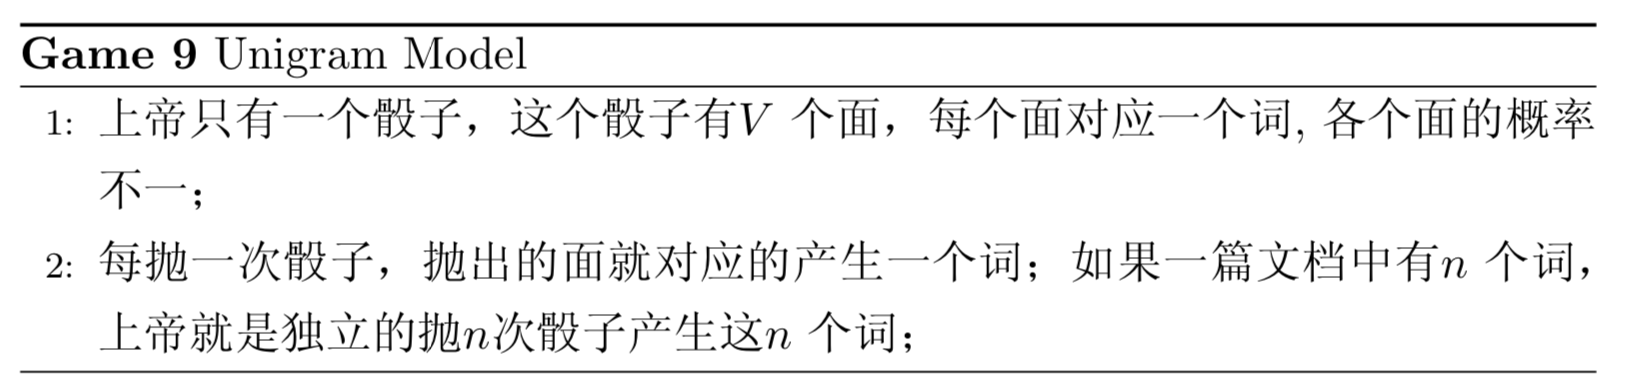 Game 9 Unigram Model
1: 上帝只有一个骰子，这个骰子有V 个面，每个面对应一个词, 各个面的概率
不一；
2: 每抛一次骰子，抛出的面就对应的产生一个词；如果一篇文档中有n 个词，
上帝就是独立的抛n次骰子产生这n 个词；